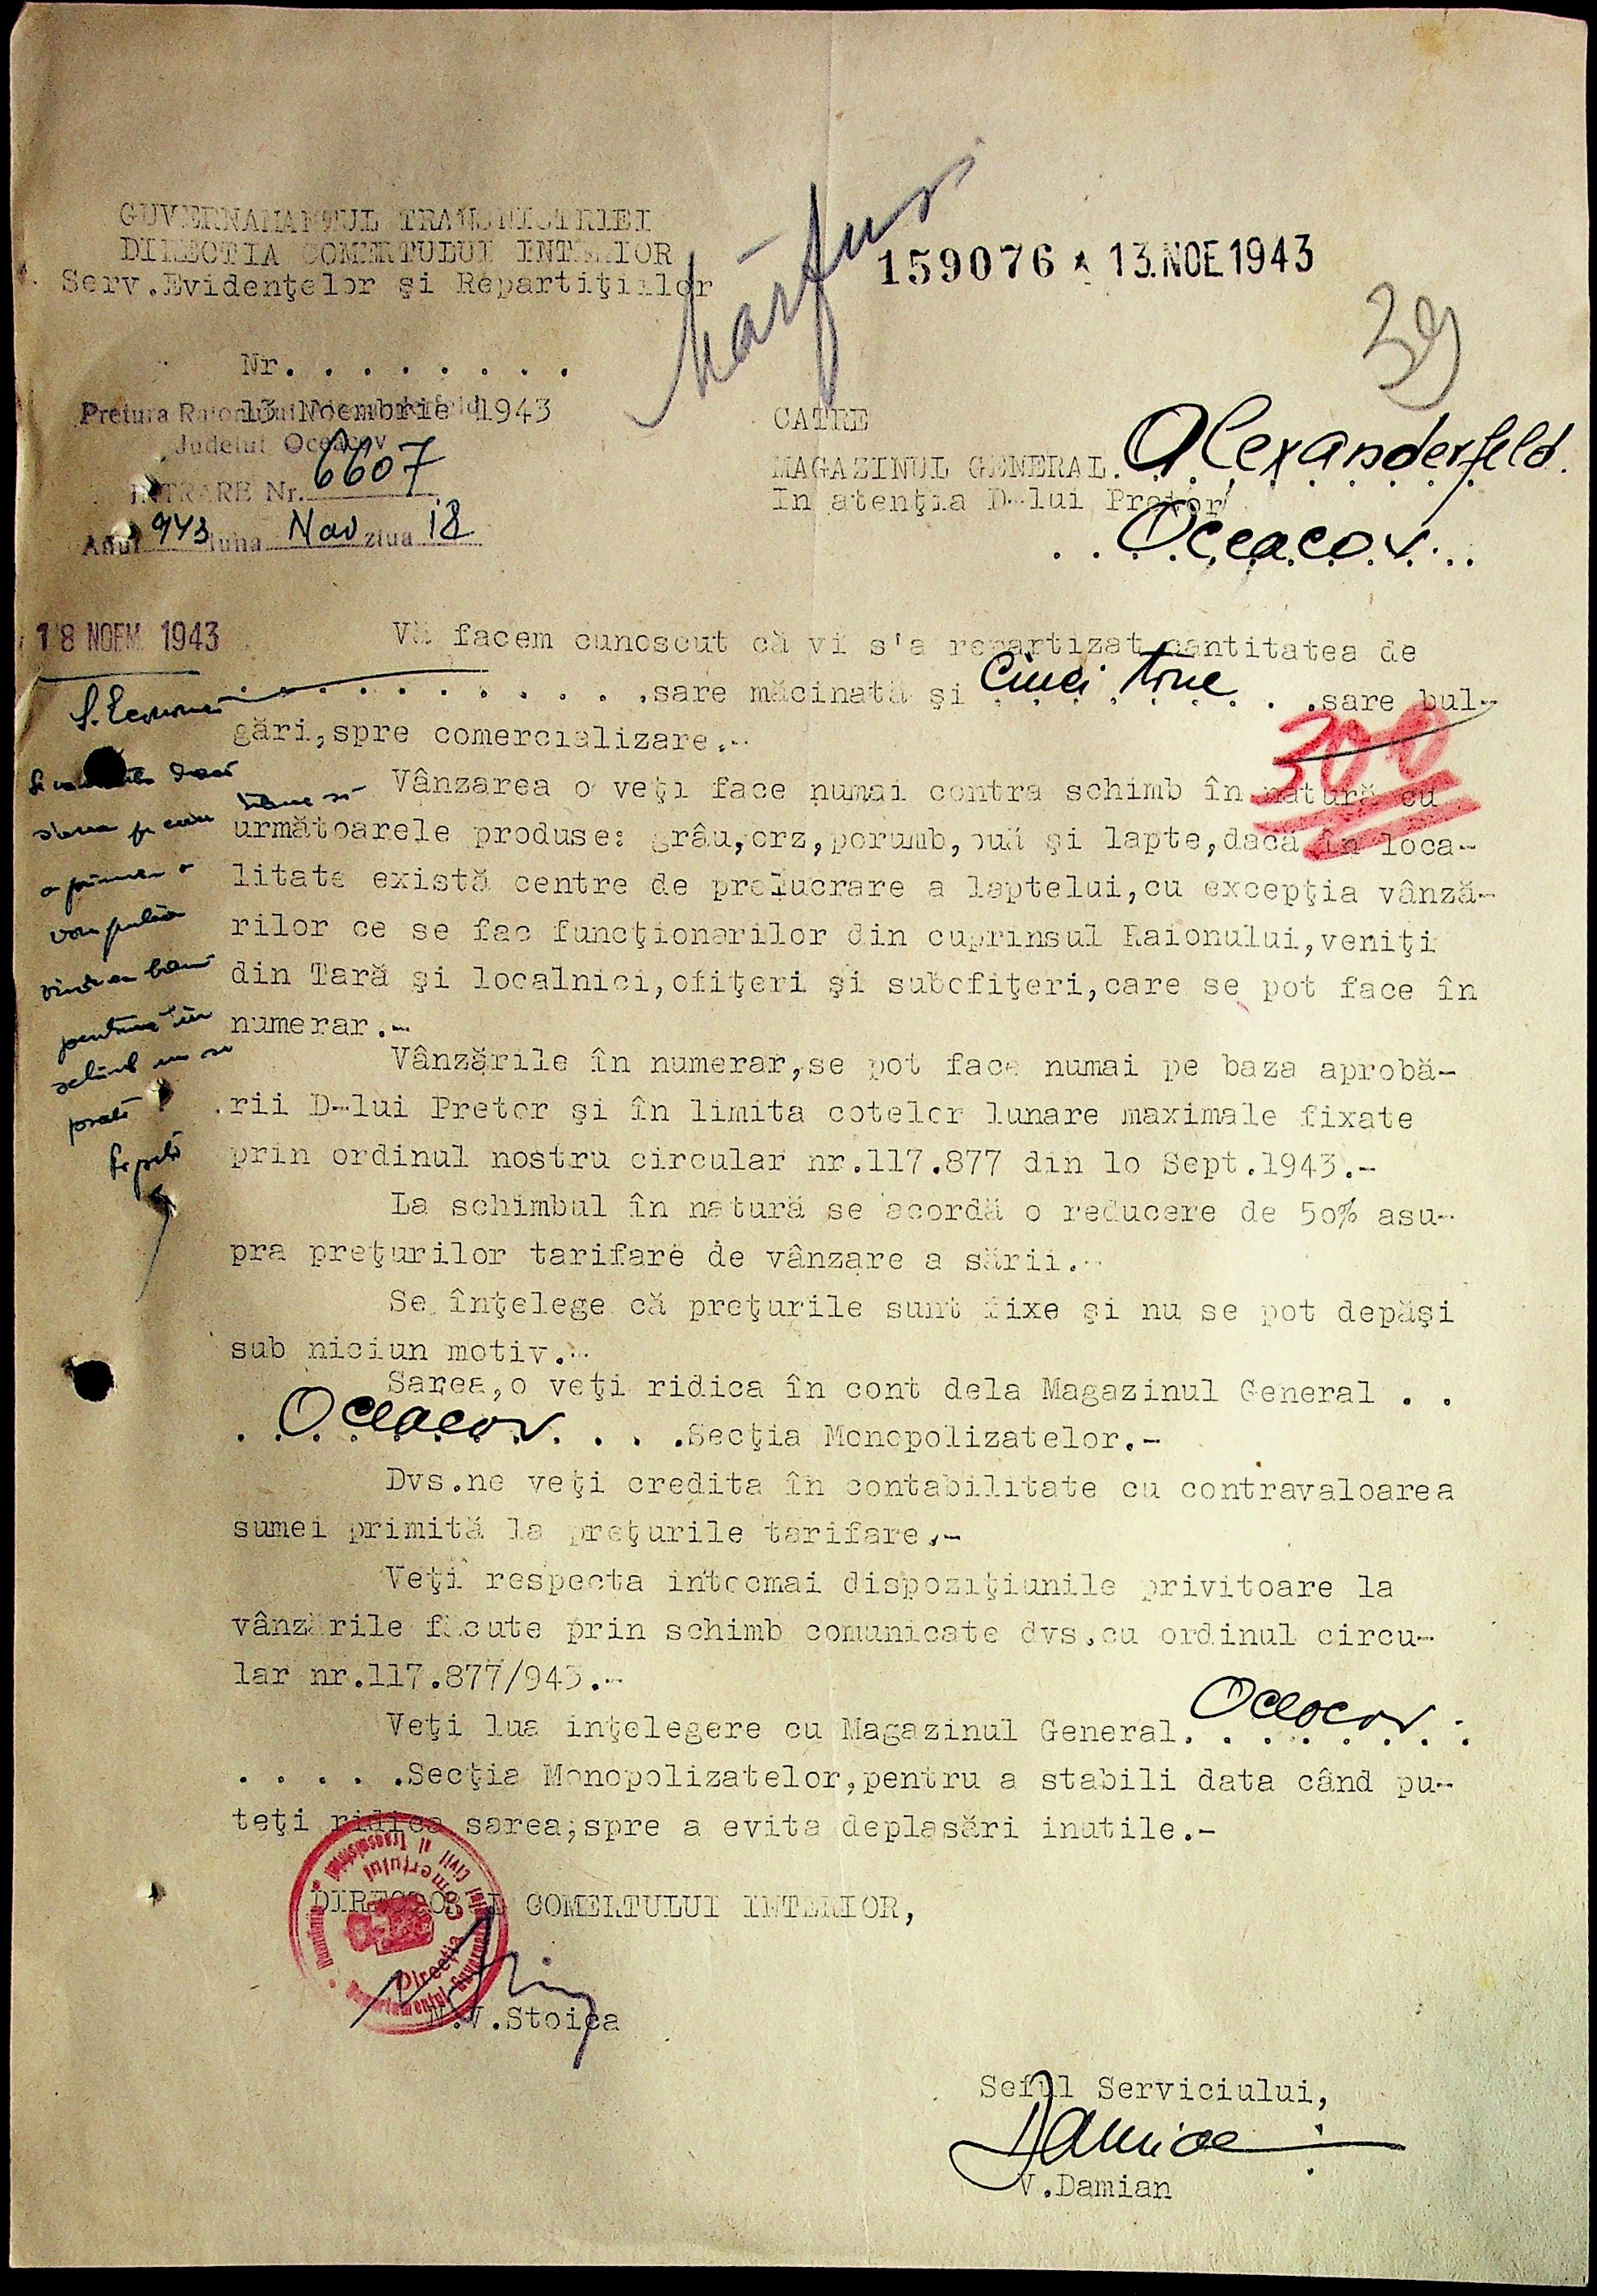 GUVERNAMANTUL TRANSNISTRIEI
DIRECTIA COMERTULUI INTERIOR
Serv.Evidenţelor şi Repartiţiilor
159076 * 13.NOE 1943
39
Nr. . . . . . . . .
13 Noembrie 1943
Pretura Raionului
Judetul Oceacov
INTRARE Nr. 6607
Anul 943 luna Nov ziua 18
CATRE
MAGAZINUL GENERAL. Alexanderfeld.
In atenţia D-lui Pretor
. . Oceacov . .
18 NOEM. 1943
Vă facem cunoscut că vi s'a repartizat cantitatea de
. . . . . . . . . . .sare măcinată şi Cinci tone . .sare bul-
gări,spre comercializare.-
300
Vânzarea o veţi face numai contra schimb în natură cu
următoarele produse: grâu,orz,porumb,ouă şi lapte,dacă în loca-
litate există centre de prelucrare a laptelui,cu excepţia vânză-
rilor ce se fac funcţionarilor din cuprinsul Raionului,veniţi
din Tară şi localnici,ofiţeri şi subofiţeri,care se pot face în
numerar.-
Vânzările în numerar,se pot face numai pe baza aprobă-
rii D-lui Pretor şi în limita cotelor lunare maximale fixate
prin ordinul nostru circular nr.117.877 din lo Sept.1943.-
La schimbul în natură se acordă o reducere de 5o% asu-
pra preţurilor tarifare de vânzare a sării.-
Se înţelege că preţurile sunt fixe şi nu se pot depăşi
sub niciun motiv.-
Sarea,o veţi ridica în cont dela Magazinul General . .
. Oceacov . . . .Secţia Monopolizatelor.-
Dvs.ne veţi credita în contabilitate cu contravaloarea
sumei primită la preţurile tarifare.-
Veţi respecta intocmai dispoziţiunile privitoare la
vânzările făcute prin schimb comunicate dvs.cu ordinul circu-
lar nr.117.877/943.-
Veţi lua inţelegere cu Magazinul General. Oceacov .
. . . . .Secţia Monopolizatelor,pentru a stabili data când pu-
teţi ridica sarea,spre a evita deplasări inutile.-
DIRECTORUL COMERTULUI INTERIOR,
Direcţia Comerţului
N.V.Stoica
Seful Serviciului,
Damian
V.Damian